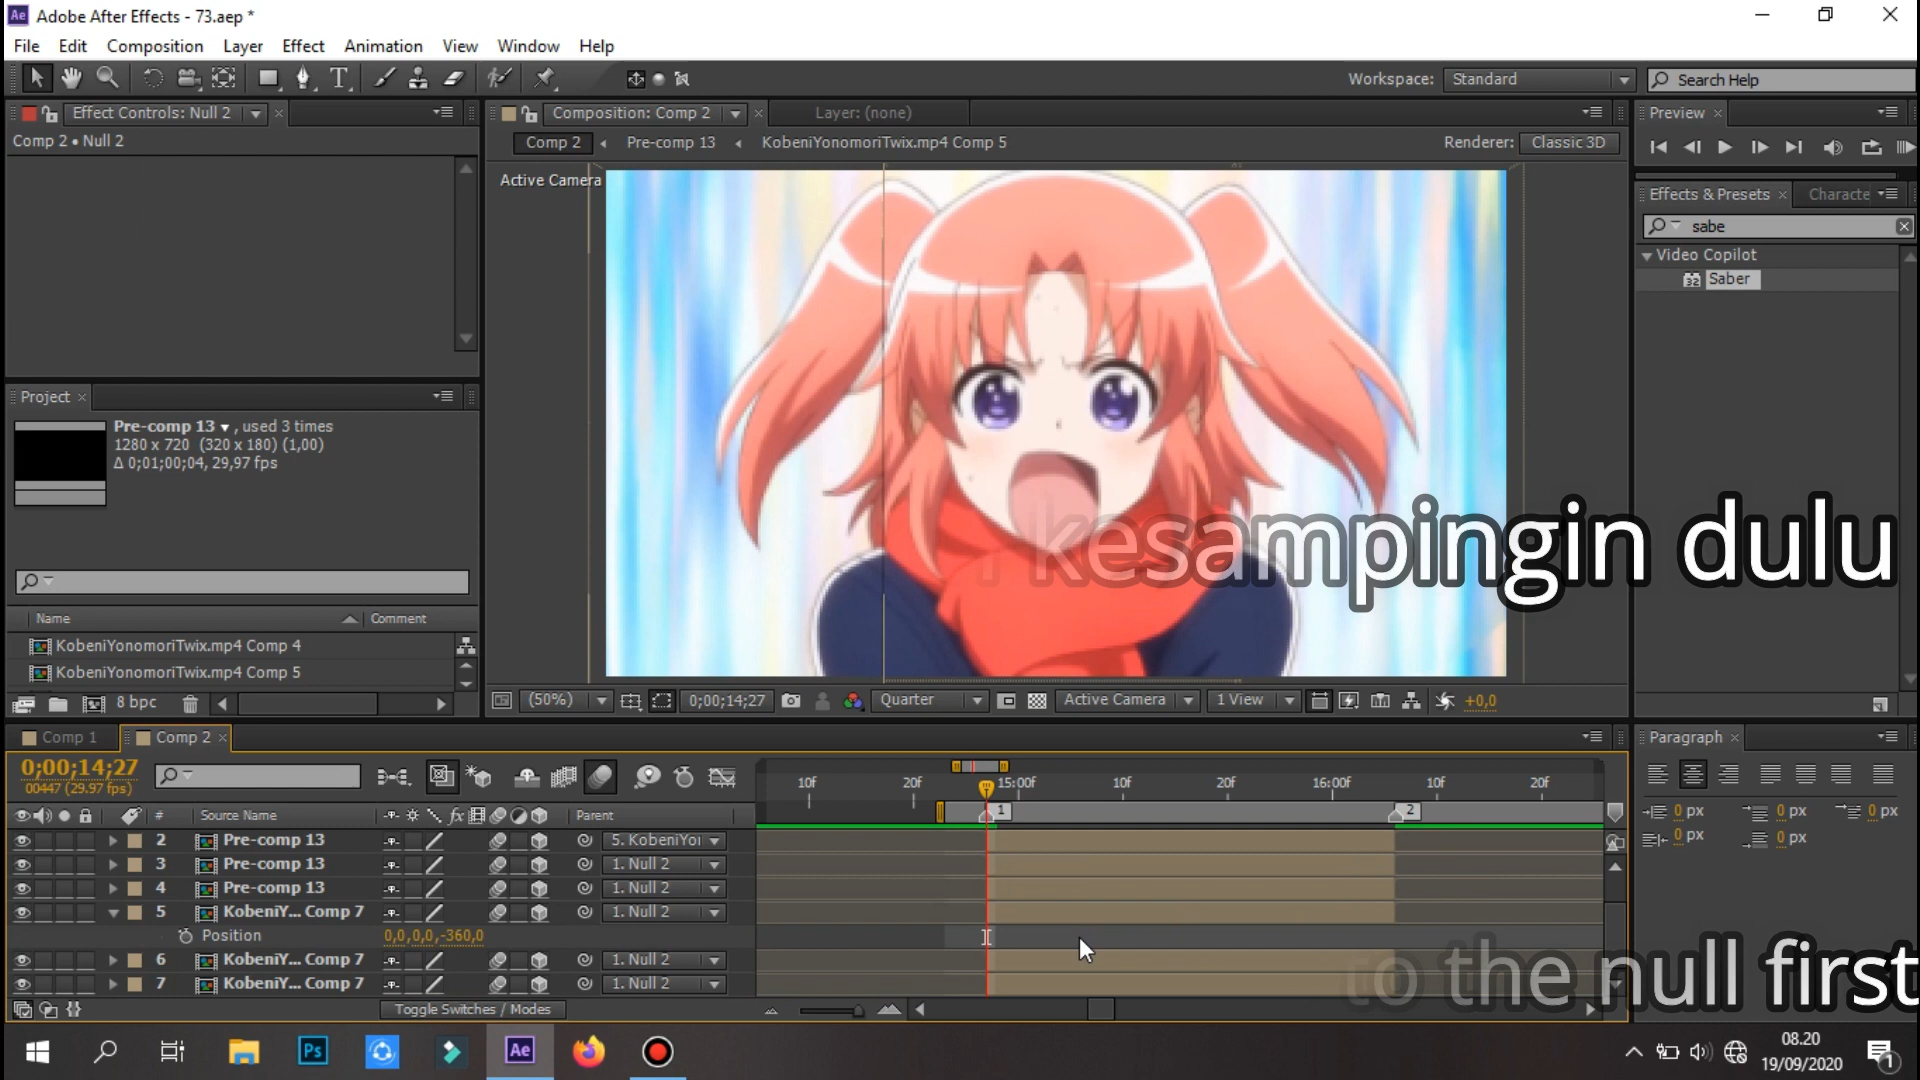 Ae Adobe After Effects - 73.aep *
File Edit Composition Layer Effect Animation View Window Help
T Workspace: Standard Search Help
Effect Controls: Null 2
Comp 2 • Null 2
Composition: Comp 2 Layer: (none)
Comp 2 Pre-comp 13 KobeniYonomoriTwix.mp4 Comp 5 Renderer: Classic 3D
Active Camera
Preview
Effects & Presets Characte
sabe
Video Copilot
32 Saber
Project
Pre-comp 13 , used 3 times
1280 x 720 (320 x 180) (1,00)
Δ 0;01;00;04, 29,97 fps
kesampingin dulu
Name Comment
KobeniYonomoriTwix.mp4 Comp 4
KobeniYonomoriTwix.mp4 Comp 5
8 bpc
(50%) 0;00;14;27 Quarter Active Camera 1 View +0,0
Comp 1 Comp 2
0;00;14;27
00447 (29.97 fps)
10f 20f 15:00f 10f 20f 16:00f 10f 20f
1 2
# Source Name fx Parent
2 Pre-comp 13 5. KobeniYoi
3 Pre-comp 13 1. Null 2
4 Pre-comp 13 1. Null 2
5 KobeniY... Comp 7 1. Null 2
Position 0,0,0,0,-360,0
6 KobeniY... Comp 7 1. Null 2
7 KobeniY... Comp 7 1. Null 2
Toggle Switches / Modes
Paragraph
0 px 0 px 0 px
0 px 0 px
to the null first
Ps Ae
08.20
19/09/2020
1